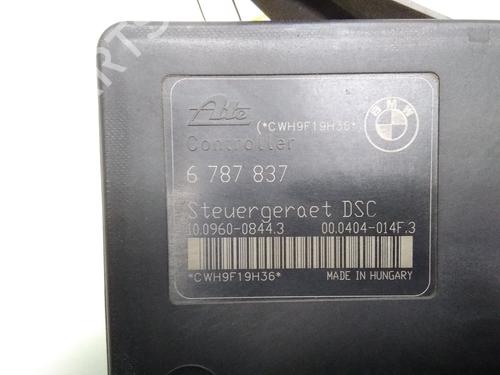 Ate
(*CWH9F19H36*)
BMW
Controller
6 787 837
Steuergeraet DSC
10.0960-0844.3 00.0404-014F.3
*CWH9F19H36*
MADE IN HUNGARY